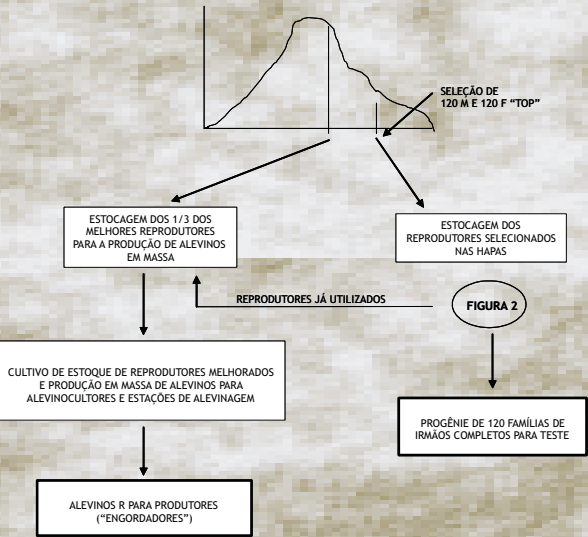 SELEÇÃO DE
120 M E 120 F “TOP”
ESTOCAGEM DOS 1/3 DOS
MELHORES REPRODUTORES
PARA A PRODUÇÃO DE ALEVINOS
EM MASSA
ESTOCAGEM DOS
REPRODUTORES SELECIONADOS
NAS HAPAS
REPRODUTORES JÁ UTILIZADOS
FIGURA 2
CULTIVO DE ESTOQUE DE REPRODUTORES MELHORADOS
E PRODUÇÃO EM MASSA DE ALEVINOS PARA
ALEVINOCULTORES E ESTAÇÕES DE ALEVINAGEM
PROGÊNIE DE 120 FAMÍLIAS DE
IRMÃOS COMPLETOS PARA TESTE
ALEVINOS R PARA PRODUTORES
(“ENGORDADORES”)